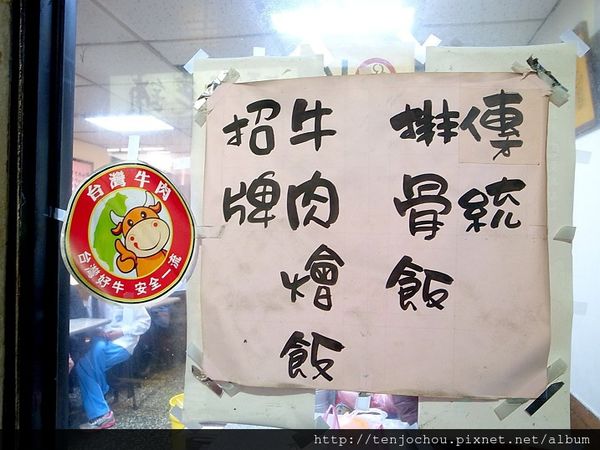 傳統
排骨飯
牛肉燴飯
招牌
台灣牛肉
台灣好牛 安全一流
http://tenjochou.pixnet.net/album